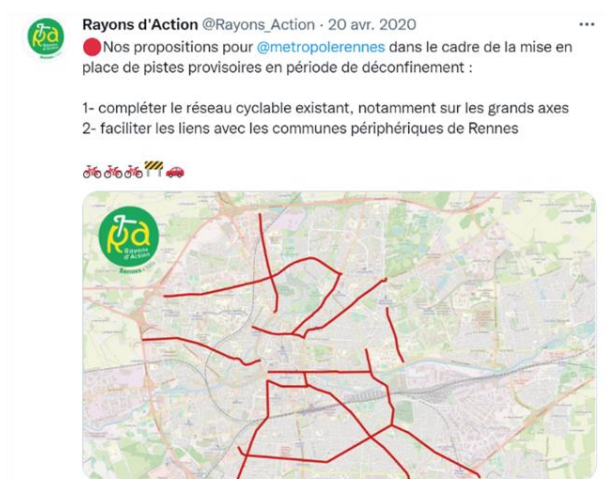 Rayons d'Action @Rayons_Action · 20 avr. 2020
🔴Nos propositions pour @metropolerennes dans le cadre de la mise en
place de pistes provisoires en période de déconfinement :
1- compléter le réseau cyclable existant, notamment sur les grands axes
2- faciliter les liens avec les communes périphériques de Rennes
🚲🚲🚲🚧🚗
Rayons
d'Action